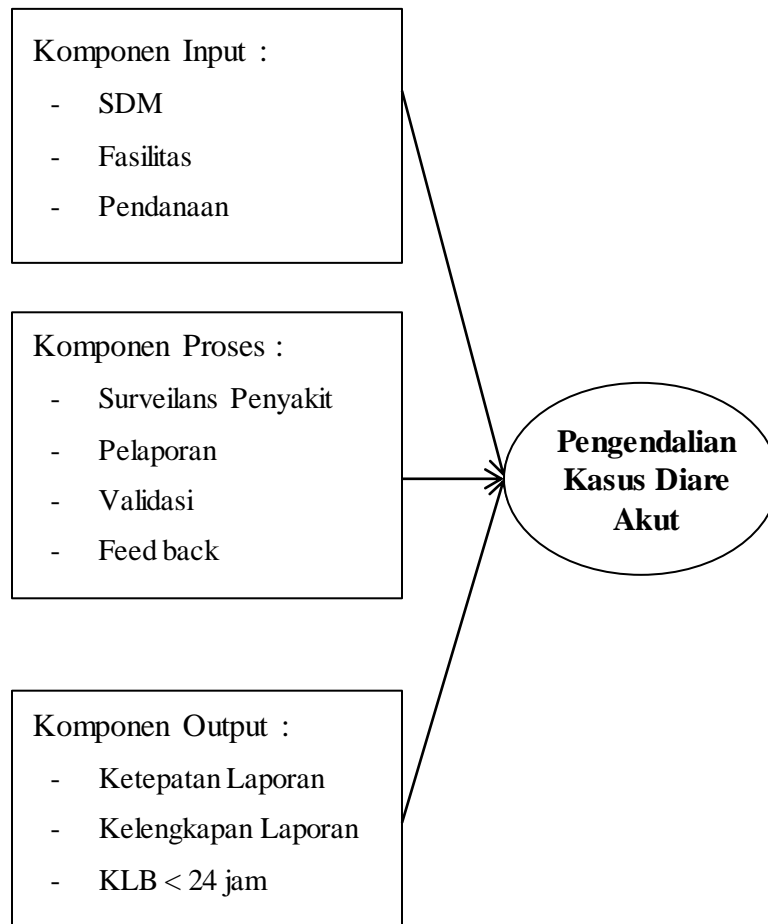 Komponen Input :
- SDM
- Fasilitas
- Pendanaan
Komponen Proses :
- Surveilans Penyakit
- Pelaporan
- Validasi
- Feed back
Pengendalian
Kasus Diare
Akut
Komponen Output :
- Ketepatan Laporan
- Kelengkapan Laporan
- KLB < 24 jam